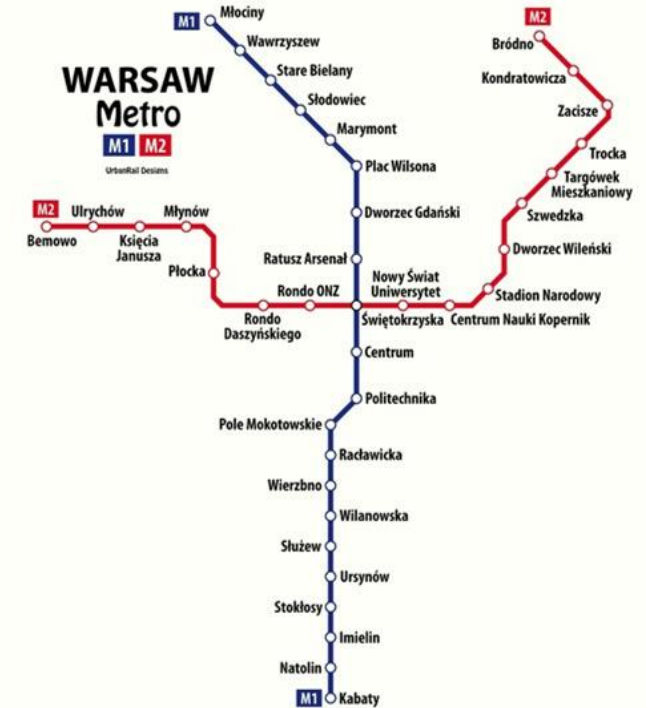 M1
Młociny
Wawrzyszew
Stare Bielany
Słodowiec
Marymont
Plac Wilsona
Dworzec Gdański
Ratusz Arsenał
M2
Bródno
Kondratowicza
Zacisze
Trocka
Targówek
Mieszkaniowy
Szwedzka
Dworzec Wileński
Stadion Narodowy
WARSAW
Metro
M1 M2
UrbanRail Designs
M2
Bemowo
Ulrychów
Księcia
Janusza
Młynów
Płocka
Rondo
Daszyńskiego
Rondo ONZ
Świętokrzyska
Nowy Świat
Uniwersytet
Centrum Nauki Kopernik
Centrum
Politechnika
Pole Mokotowskie
Racławicka
Wierzbno
Wilanowska
Służew
Ursynów
Stokłosy
Imielin
Natolin
M1
Kabaty